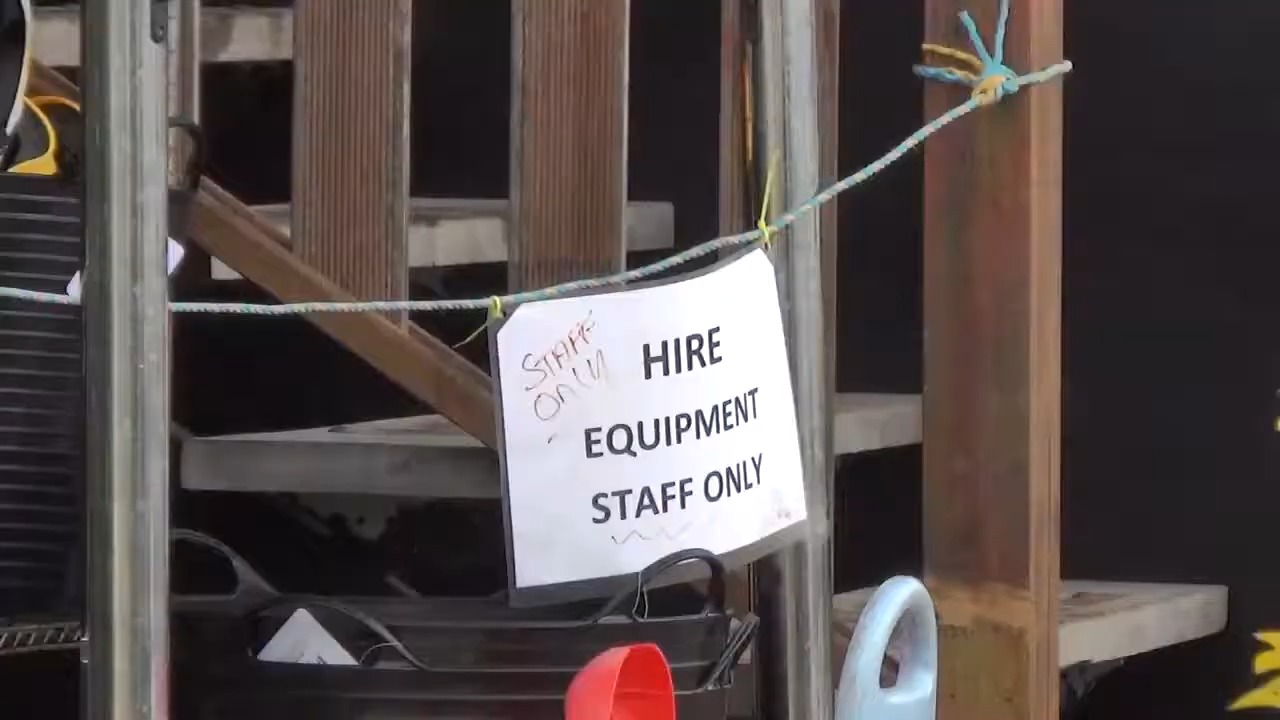 STAFF
ONLY
HIRE
EQUIPMENT
STAFF ONLY